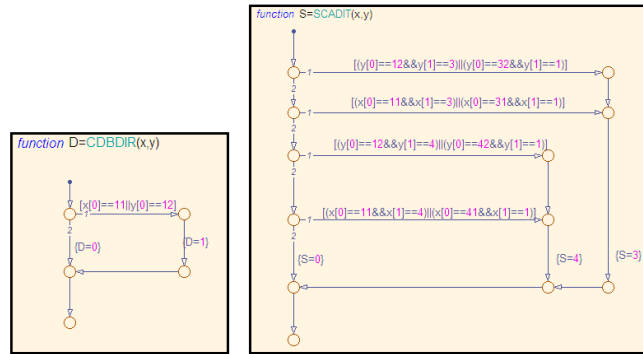 function D=CDBDIR(x,y)
[x[0]==11||y[0]==12]
1
2
{D=0}
{D=1}
function S=SCADIT(x,y)
[(y[0]==12&&y[1]==3)||(y[0]==32&&y[1]==1)]
1
2
[(x[0]==11&&x[1]==3)||(x[0]==31&&x[1]==1)]
1
2
[(y[0]==12&&y[1]==4)||(y[0]==42&&y[1]==1)]
1
2
[(x[0]==11&&x[1]==4)||(x[0]==41&&x[1]==1)]
1
2
{S=0}
{S=4}
{S=3}